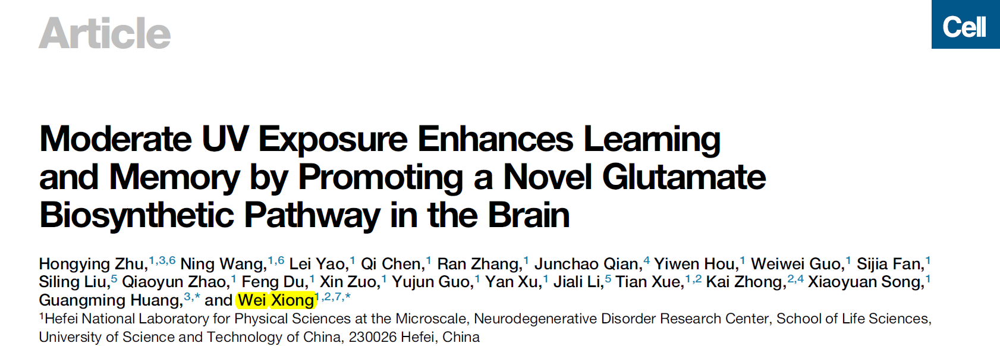 Article
Cell
Moderate UV Exposure Enhances Learning
and Memory by Promoting a Novel Glutamate
Biosynthetic Pathway in the Brain
Hongying Zhu,1,3,6 Ning Wang,1,6 Lei Yao,1 Qi Chen,1 Ran Zhang,1 Junchao Qian,4 Yiwen Hou,1 Weiwei Guo,1 Sijia Fan,1
Siling Liu,5 Qiaoyun Zhao,1 Feng Du,1 Xin Zuo,1 Yujun Guo,1 Yan Xu,1 Jiali Li,5 Tian Xue,1,2 Kai Zhong,2,4 Xiaoyuan Song,1
Guangming Huang,3,* and Wei Xiong1,2,7,*
1Hefei National Laboratory for Physical Sciences at the Microscale, Neurodegenerative Disorder Research Center, School of Life Sciences,
University of Science and Technology of China, 230026 Hefei, China